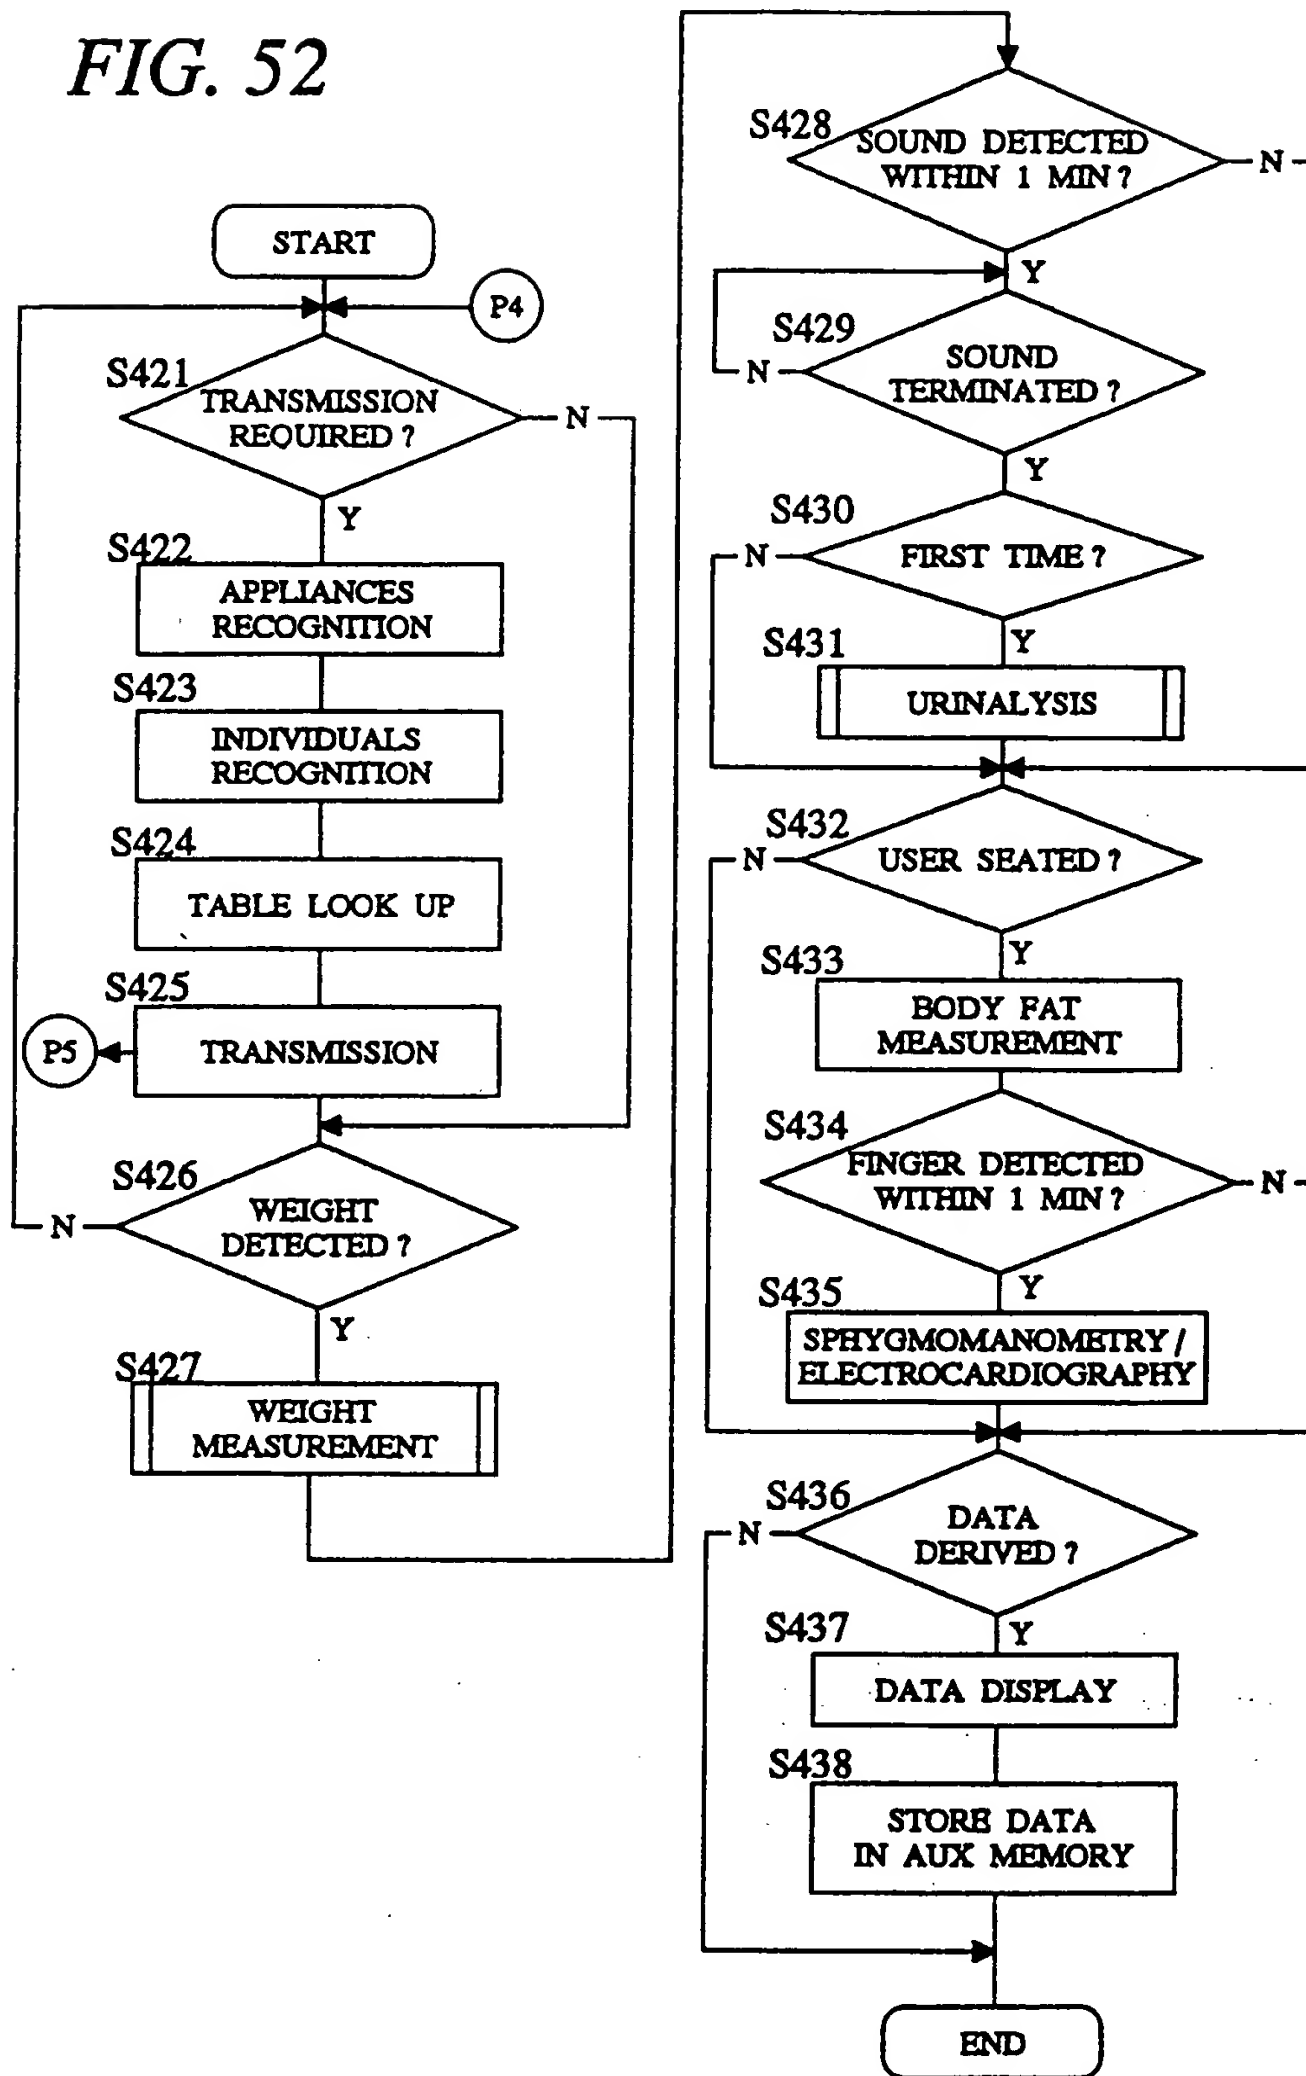 FIG. 52
START
P4
S421
TRANSMISSION
REQUIRED ?
N
Y
S422
APPLIANCES
RECOGNITION
S423
INDIVIDUALS
RECOGNITION
S424
TABLE LOOK UP
S425
TRANSMISSION
P5
S426
WEIGHT
DETECTED ?
N
Y
S427
WEIGHT
MEASUREMENT
S428
SOUND DETECTED
WITHIN 1 MIN ?
N
Y
S429
SOUND
TERMINATED ?
N
Y
S430
FIRST TIME ?
N
Y
S431
URINALYSIS
S432
USER SEATED ?
N
Y
S433
BODY FAT
MEASUREMENT
S434
FINGER DETECTED
WITHIN 1 MIN ?
N
Y
S435
SPHYGMOMANOMETRY /
ELECTROCARDIOGRAPHY
S436
DATA
DERIVED ?
N
Y
S437
DATA DISPLAY
S438
STORE DATA
IN AUX MEMORY
END